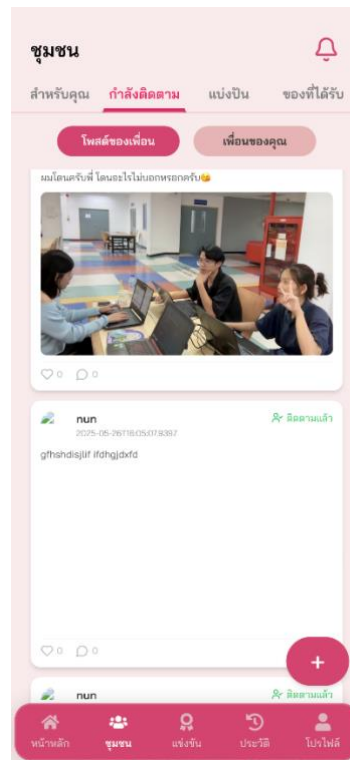 ชุมชน
สำหรับคุณ กำลังติดตาม แบ่งปัน ของที่ได้รับ
โพสต์ของเพื่อน เพื่อนของคุณ
ผมโดนครับพี่ โดนอะไรไม่บอกหรอกครับ😘
0 0
nun ติดตามแล้ว
2025-05-26T16:05:07.839Z
gfhshdisjlif ifdhgjdxfd
0 0
+
nun ติดตามแล้ว
หน้าหลัก ชุมชน แข่งขัน ประวัติ โปรไฟล์